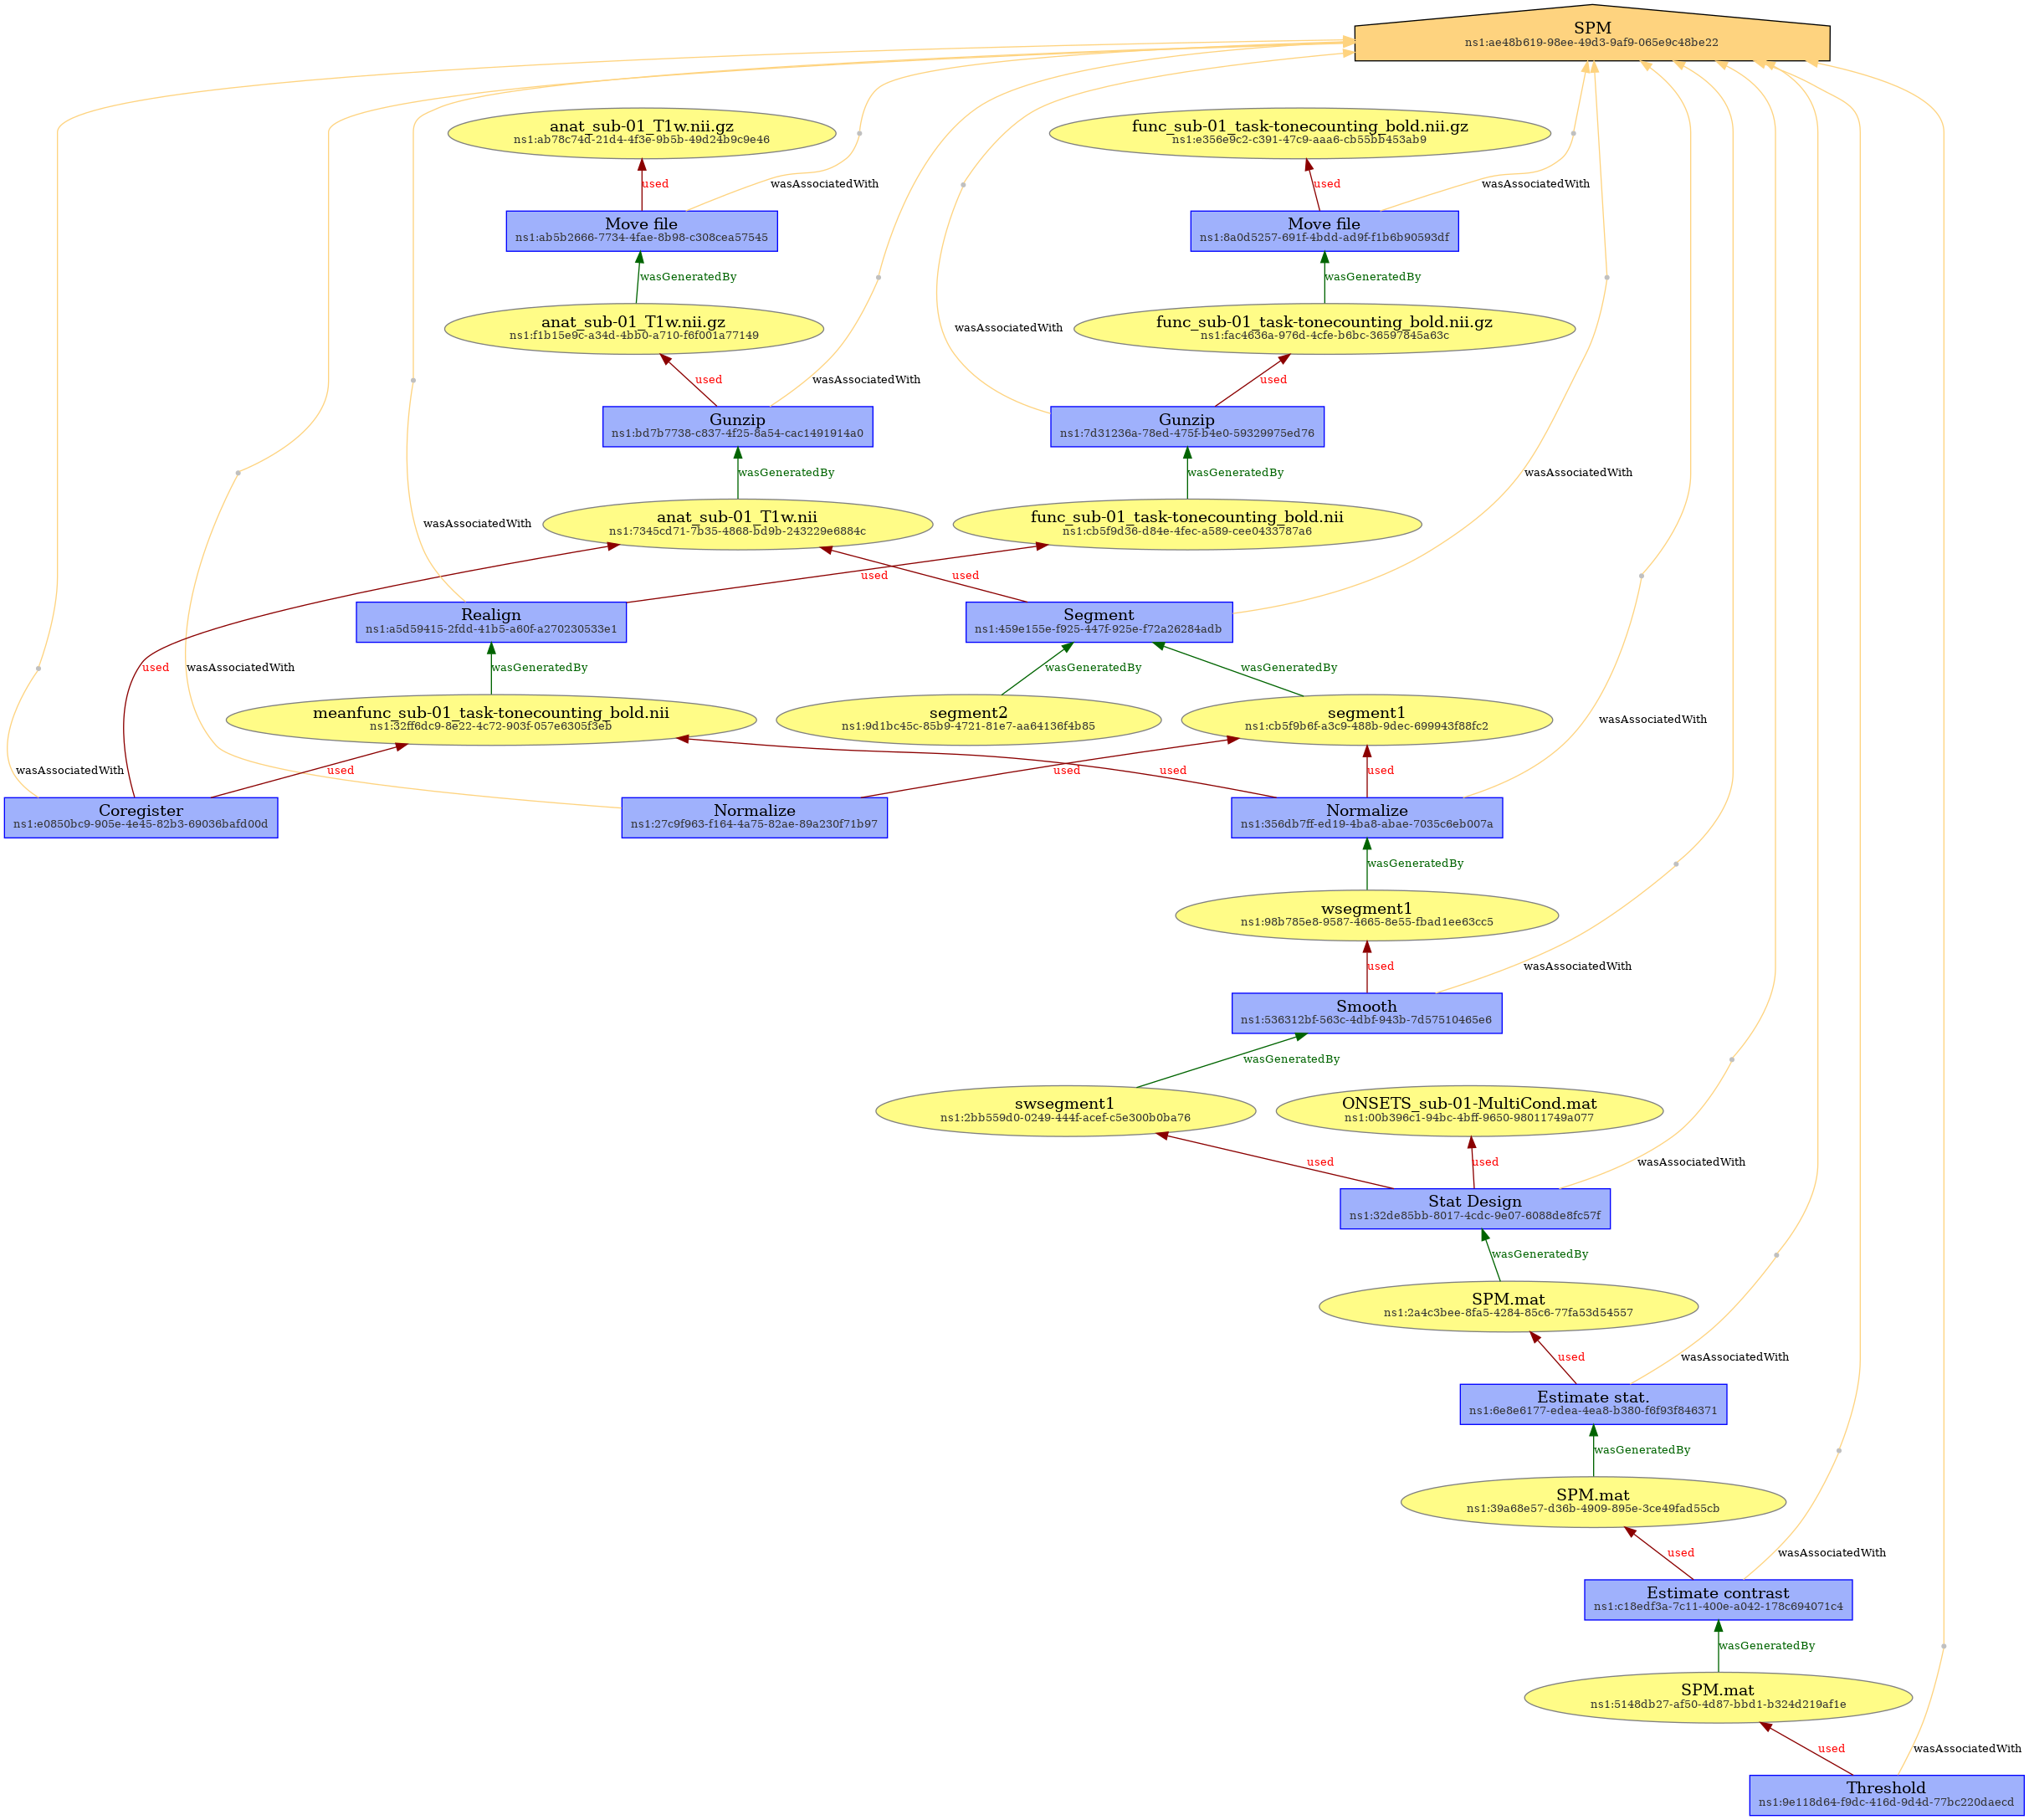 SPM
ns1:ae48b619-98ee-49d3-9af9-065e9c48be22
anat_sub-01_T1w.nii.gz
ns1:ab78c74d-21d4-4f3e-9b5b-49d24b9c9e46
func_sub-01_task-tonecounting_bold.nii.gz
ns1:e356e9c2-c391-47c9-aaa6-cb55bb453ab9
used
wasAssociatedWith
used
wasAssociatedWith
Move file
ns1:ab5b2666-7734-4fae-8b98-c308cea57545
Move file
ns1:8a0d5257-691f-4bdd-ad9f-f1b6b90593df
wasGeneratedBy
wasGeneratedBy
anat_sub-01_T1w.nii.gz
ns1:f1b15e9c-a34d-4bb0-a710-f6f001a77149
wasAssociatedWith
func_sub-01_task-tonecounting_bold.nii.gz
ns1:fac4636a-976d-4cfe-b6bc-36597845a63c
used
wasAssociatedWith
used
Gunzip
ns1:bd7b7738-c837-4f25-8a54-cac1491914a0
Gunzip
ns1:7d31236a-78ed-475f-b4e0-59329975ed76
wasGeneratedBy
wasGeneratedBy
wasAssociatedWith
wasAssociatedWith
anat_sub-01_T1w.nii
ns1:7345cd71-7b35-4868-bd9b-243229e6884c
func_sub-01_task-tonecounting_bold.nii
ns1:cb5f9d36-d84e-4fec-a589-cee0433787a6
used
used
Realign
ns1:a5d59415-2fdd-41b5-a60f-a270230533e1
Segment
ns1:459e155e-f925-447f-925e-f72a26284adb
used
wasAssociatedWith
wasGeneratedBy
wasGeneratedBy
wasGeneratedBy
meanfunc_sub-01_task-tonecounting_bold.nii
ns1:32ff6dc9-8e22-4c72-903f-057e6305f3eb
segment2
ns1:9d1bc45c-85b9-4721-81e7-aa64136f4b85
segment1
ns1:cb5f9b6f-a3c9-488b-9dec-699943f88fc2
wasAssociatedWith
wasAssociatedWith
used
used
used
used
Coregister
ns1:e0850bc9-905e-4e45-82b3-69036bafd00d
Normalize
ns1:27c9f963-f164-4a75-82ae-89a230f71b97
Normalize
ns1:356db7ff-ed19-4ba8-abae-7035c6eb007a
wasGeneratedBy
wsegment1
ns1:98b785e8-9587-4665-8e55-fbad1ee63cc5
used
wasAssociatedWith
Smooth
ns1:536312bf-563c-4dbf-943b-7d57510465e6
wasGeneratedBy
swsegment1
ns1:2bb559d0-0249-444f-acef-c5e300b0ba76
ONSETS_sub-01-MultiCond.mat
ns1:00b396c1-94bc-4bff-9650-98011749a077
used
used
wasAssociatedWith
Stat Design
ns1:32de85bb-8017-4cdc-9e07-6088de8fc57f
wasGeneratedBy
SPM.mat
ns1:2a4c3bee-8fa5-4284-85c6-77fa53d54557
used
wasAssociatedWith
Estimate stat.
ns1:6e8e6177-edea-4ea8-b380-f6f93f846371
wasGeneratedBy
SPM.mat
ns1:39a68e57-d36b-4909-895e-3ce49fad55cb
used
wasAssociatedWith
Estimate contrast
ns1:c18edf3a-7c11-400e-a042-178c694071c4
wasGeneratedBy
SPM.mat
ns1:5148db27-af50-4d87-bbd1-b324d219af1e
used
wasAssociatedWith
Threshold
ns1:9e118d64-f9dc-416d-9d4d-77bc220daecd